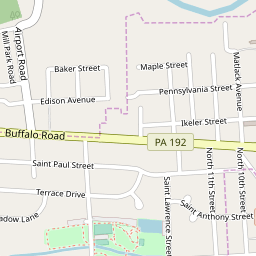 Mill Park Road
Airport Road
Baker Street
Maple Street
Matlack Avenue
Pennsylvania Street
Edison Avenue
Ikeler Street
Buffalo Road
PA 192
Saint Paul Street
North 11th Street
North 10th Street
Terrace Drive
Saint Lawrence Street
Saint Anthony Street
adow Lane